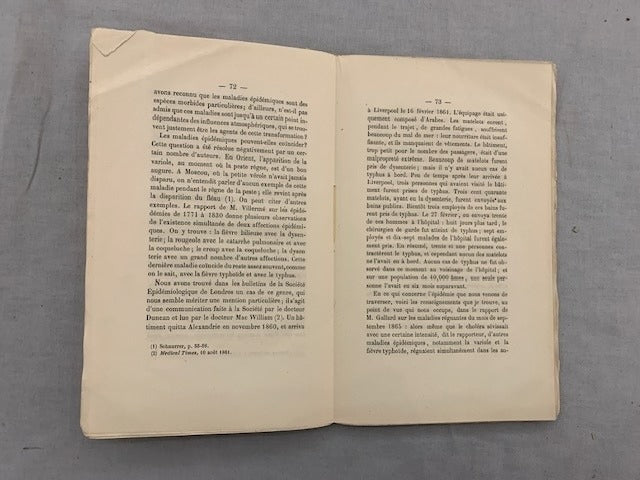 — 72 —
avons reconnu que les maladies épidémiques sont des
espèces morbides particulières; d'ailleurs, n'est-il pas
admis que ces maladies sont jusqu'à un certain point in-
dépendantes des influences atmosphériques, qui se trou-
vent justement être les agents de cette transformation?
Les maladies épidémiques peuvent-elles coïncider?
Cette question a été résolue négativement par un cer-
tain nombre d'auteurs. En Orient, l'apparition de la
variole, au moment où la peste règne, est d'un bon
augure. A Moscou, où la petite vérole n'avait jamais
disparu, on n'entendit parler d'aucun exemple de cette
maladie pendant le règne de la peste; elle revint après
la disparition du fléau (1). On peut citer d'autres
exemples. Le rapport de M. Villermé sur les épidé-
mies de 1771 à 1830 donne plusieurs observations
de l'existence simultanée de deux affections épidémi-
ques. On y trouve : la fièvre bilieuse avec la dysen-
terie; la rougeole avec le catarrhe pulmonaire et avec
la coqueluche; le croup avec la coqueluche; la dysen-
terie avec un grand nombre d'autres affections. Cette
dernière maladie coïncide du reste assez souvent, comme
on le sait, avec la fièvre typhoïde et avec le typhus.
Nous avons trouvé dans les bulletins de la Société
Epidémiologique de Londres un cas de ce genre, qui
nous semble mériter une mention particulière; il s'agit
d'une communication faite à la Société par le docteur
Duncan et lue par le docteur Mac William (2). Un bâ-
timent quitta Alexandrie en novembre 1860, et arriva
(1) Schnurrer, p.
(2) Medical Times, 10 août 1861.
— 73 —
à Liverpool le 16 février 1861. L'équipage était uni-
quement composé d'Arabes. Les matelots eurent,
pendant le trajet, de grandes fatigues, souffrirent
beaucoup du mal de mer : leur nourriture était insuf-
fisante, et ils manquaient de vêtements. Le bâtiment,
trop petit pour le nombre des passagers, était d'une
malpropreté extrême. Beaucoup de matelots furent
pris de dysenterie; mais il n'y avait aucun cas de
typhus à bord. Peu de temps après leur arrivée à
Liverpool, trois personnes qui avaient visité le bâti-
ment furent prises de typhus. Trois cent quarante
matelots, ayant eu la dysenterie, furent envoyés aux
bains publics. Bientôt trois employés de ces bains fu-
rent pris de typhus. Le 27 février, on envoya trente
de ces hommes à l'hôpital : huit jours plus tard, le
chirurgien de garde fut atteint de typhus : sept em-
ployés et dix-sept malades de l'hôpital furent égale-
ment pris. En résumé, trente et une personnes con-
tractèrent le typhus, et cependant aucun des matelots
ne l'avait eu à bord. Aucun cas de typhus ne fut ob-
servé dans ce moment au voisinage de l'hôpital; et
sur une population de 40,000 âmes, une seule per-
sonne l'avait eu six mois auparavant.
En ce qui concerne l'épidémie que nous venons de
traverser, voici les renseignements que je trouve, au
point de vue qui nous occupe, dans le rapport de
M. Gallard sur les maladies régnantes du mois de sep-
tembre 1865 : alors même que le choléra sévissait
avec une certaine intensité, il dit, d'autres maladies
épidémiques, notamment la variole et la
fièvre typhoïde, régnaient simultanément dans les